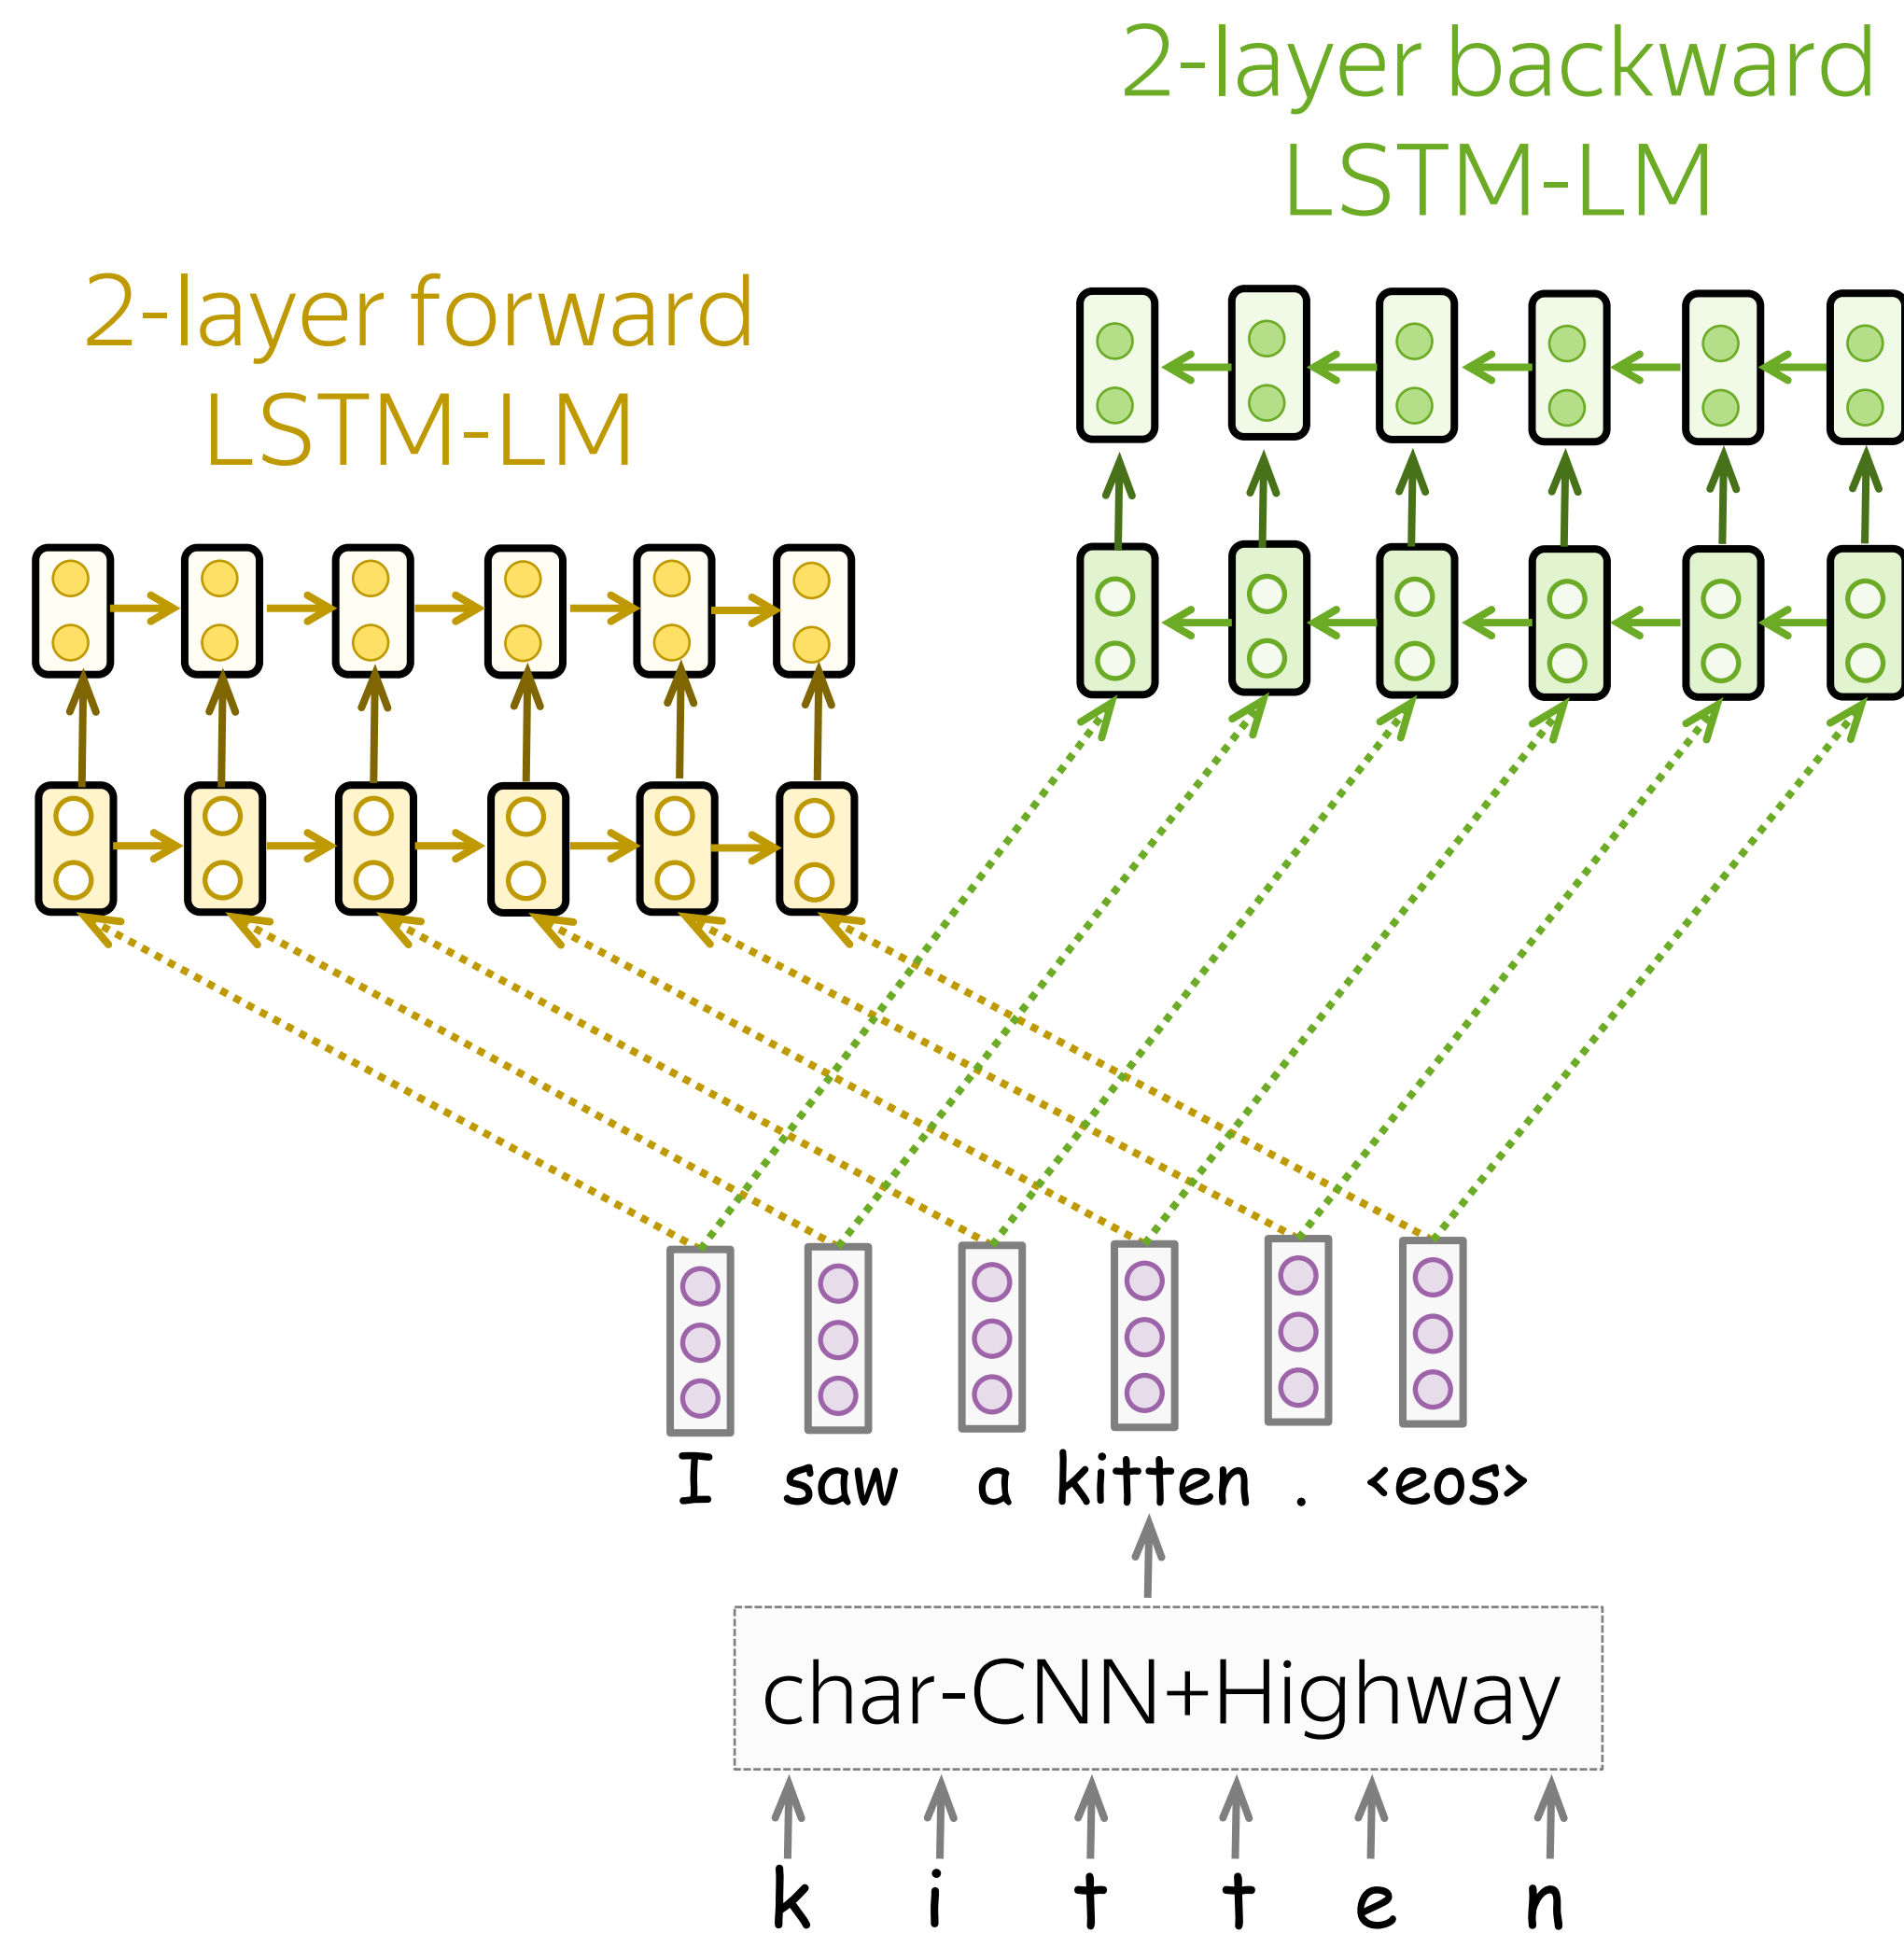 2-layer backward
LSTM-LM
2-layer forward
LSTM-LM
I saw a kitten . <eos>
char-CNN+Highway
k i t t e n